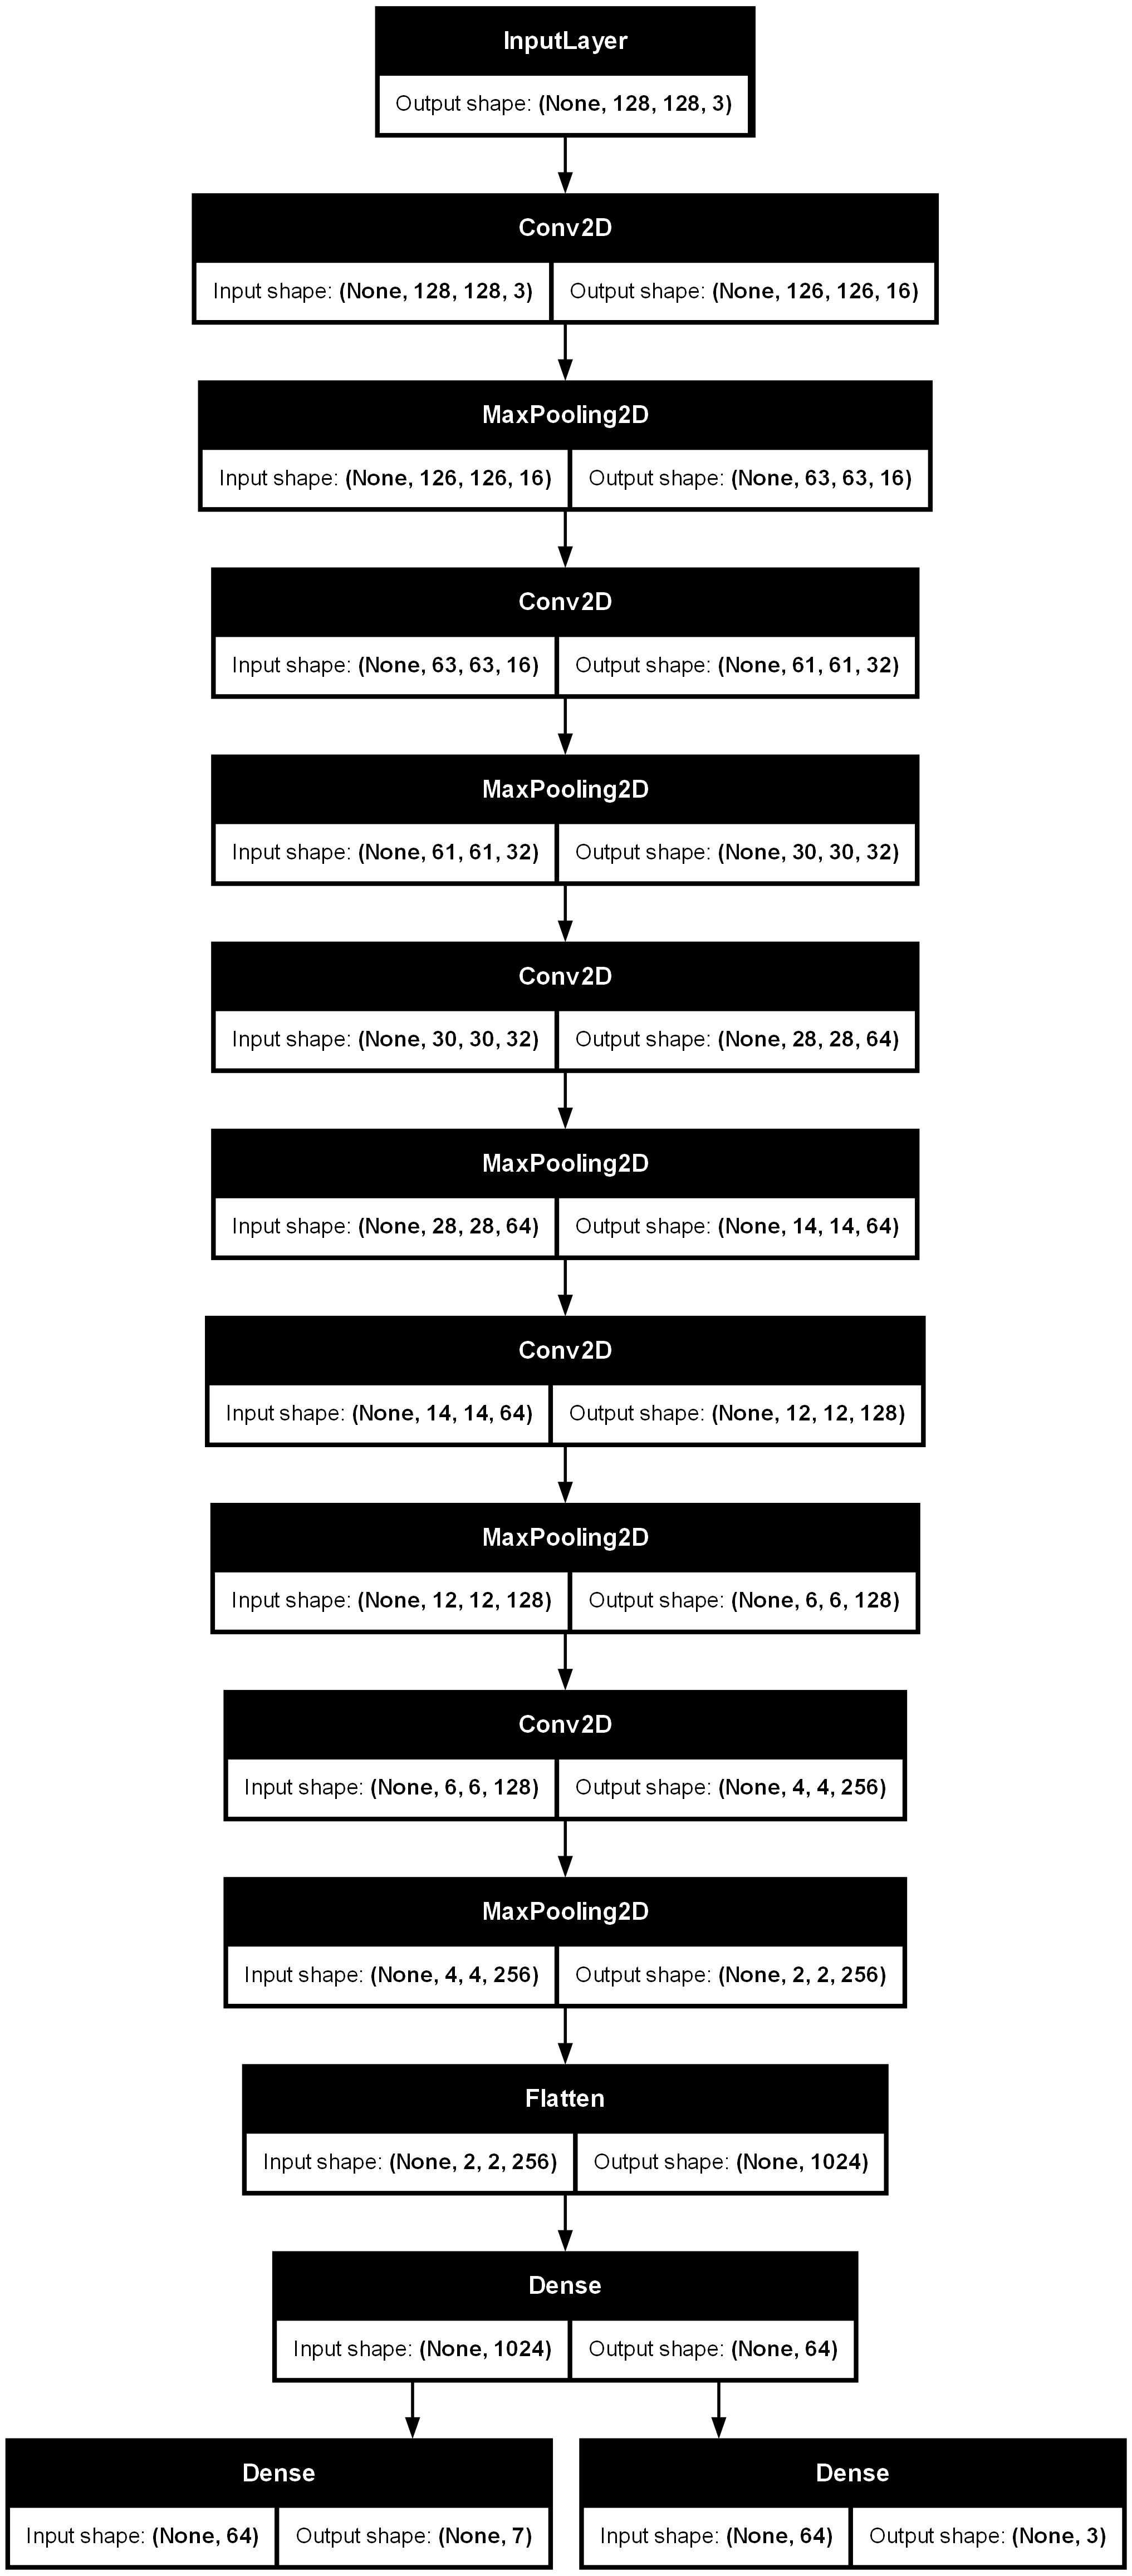 InputLayer
Output shape: (None, 128, 128, 3)
Conv2D
Input shape: (None, 128, 128, 3) Output shape: (None, 126, 126, 16)
MaxPooling2D
Input shape: (None, 126, 126, 16) Output shape: (None, 63, 63, 16)
Conv2D
Input shape: (None, 63, 63, 16) Output shape: (None, 61, 61, 32)
MaxPooling2D
Input shape: (None, 61, 61, 32) Output shape: (None, 30, 30, 32)
Conv2D
Input shape: (None, 30, 30, 32) Output shape: (None, 28, 28, 64)
MaxPooling2D
Input shape: (None, 28, 28, 64) Output shape: (None, 14, 14, 64)
Conv2D
Input shape: (None, 14, 14, 64) Output shape: (None, 12, 12, 128)
MaxPooling2D
Input shape: (None, 12, 12, 128) Output shape: (None, 6, 6, 128)
Conv2D
Input shape: (None, 6, 6, 128) Output shape: (None, 4, 4, 256)
MaxPooling2D
Input shape: (None, 4, 4, 256) Output shape: (None, 2, 2, 256)
Flatten
Input shape: (None, 2, 2, 256) Output shape: (None, 1024)
Dense
Input shape: (None, 1024) Output shape: (None, 64)
Dense
Input shape: (None, 64) Output shape: (None, 7)
Dense
Input shape: (None, 64) Output shape: (None, 3)